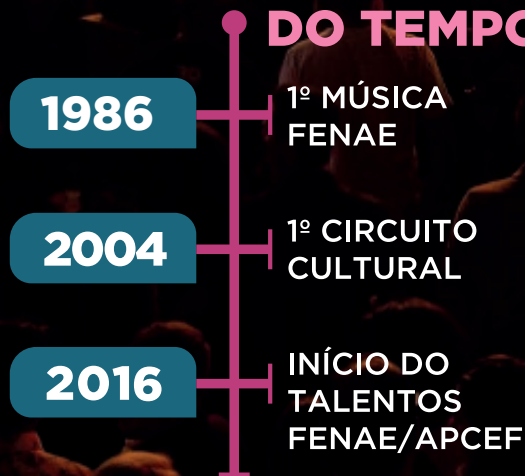 DO TEMPO
1986
1º MÚSICA
FENAE
2004
1º CIRCUITO
CULTURAL
2016
INÍCIO DO
TALENTOS
FENAE/APCEF